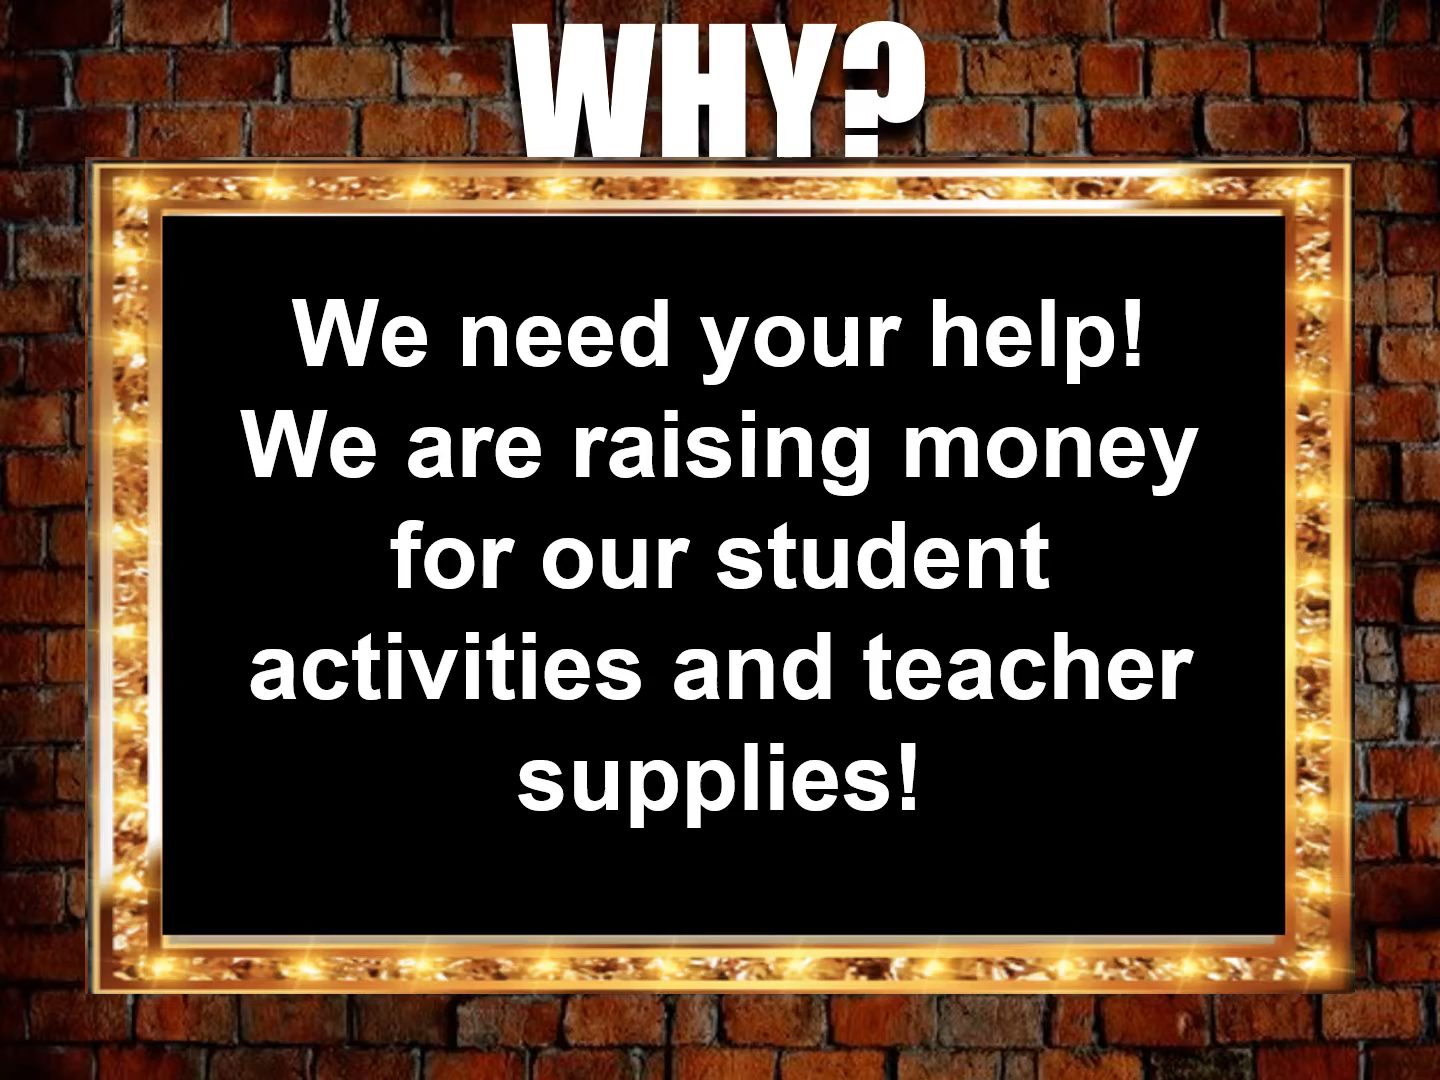 WHY?
We need your help!
We are raising money
for our student
activities and teacher
supplies!